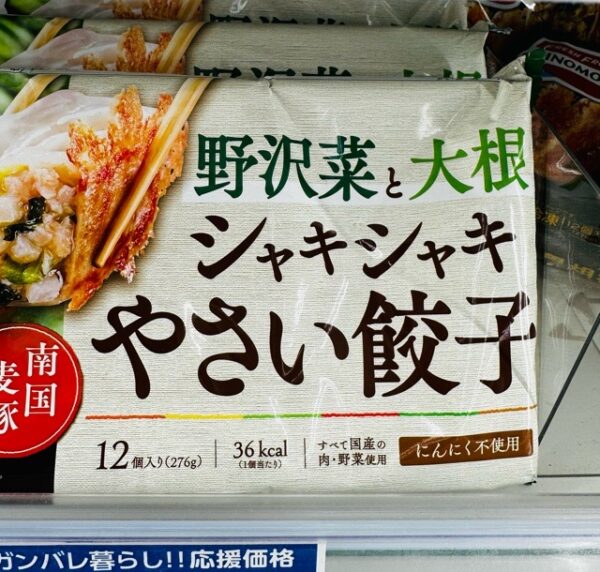 野沢菜と大根
シャキシャキ
やさい餃子
南国
麦豚
12個入り(276g)
36kcal
(1個当たり)
すべて国産の
肉・野菜使用
にんにく不使用
ガンバレ暮らし!!応援価格